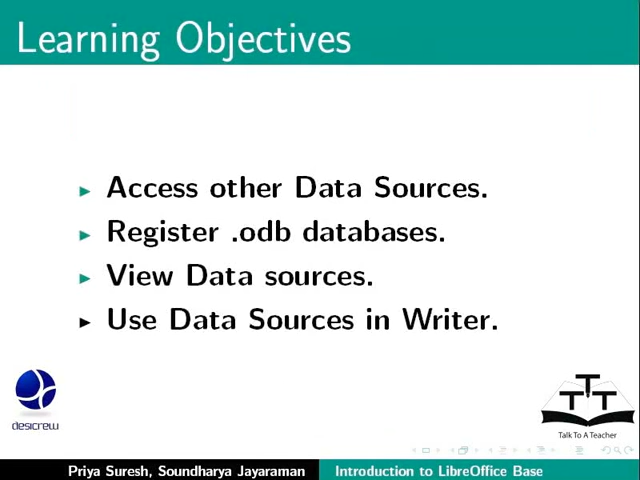 Learning Objectives
Access other Data Sources.
Register .odb databases.
View Data sources.
Use Data Sources in Writer.
desicrew
T T T
Talk To A Teacher
Priya Suresh, Soundharya Jayaraman
Introduction to LibreOffice Base